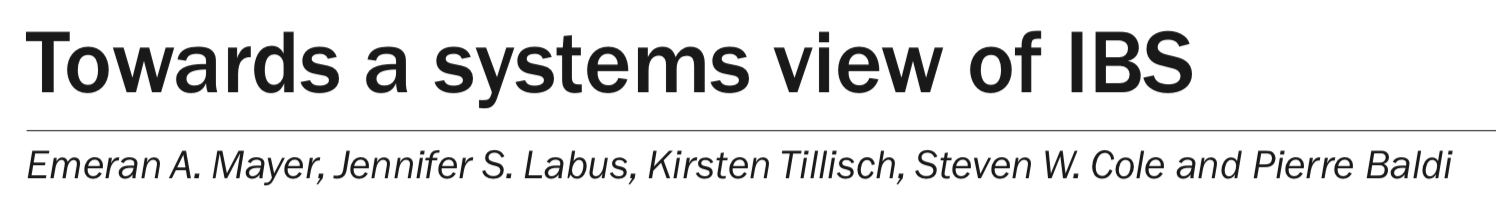 Towards a systems view of IBS
Emeran A. Mayer, Jennifer S. Labus, Kirsten Tillisch, Steven W. Cole and Pierre Baldi